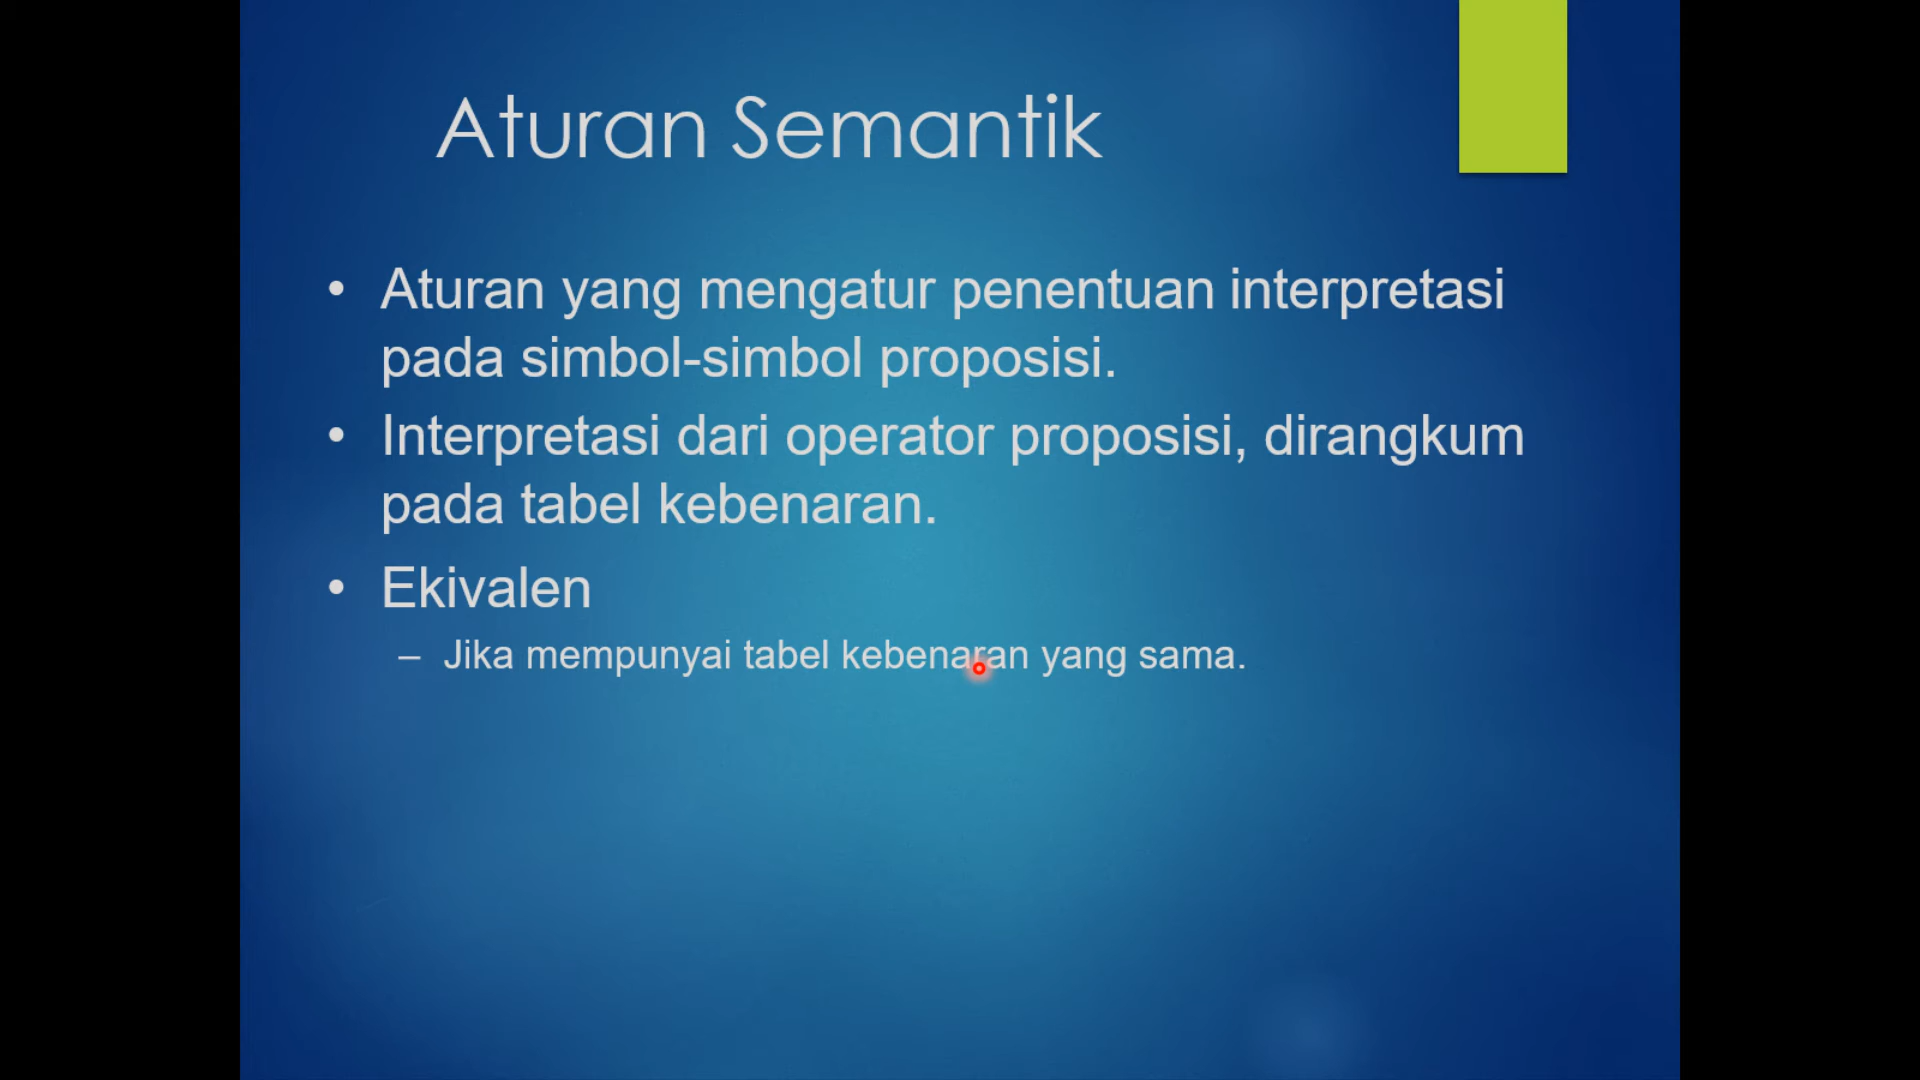 Aturan Semantik
• Aturan yang mengatur penentuan interpretasi
pada simbol-simbol proposisi.
• Interpretasi dari operator proposisi, dirangkum
pada tabel kebenaran.
• Ekivalen
– Jika mempunyai tabel kebenaran yang sama.